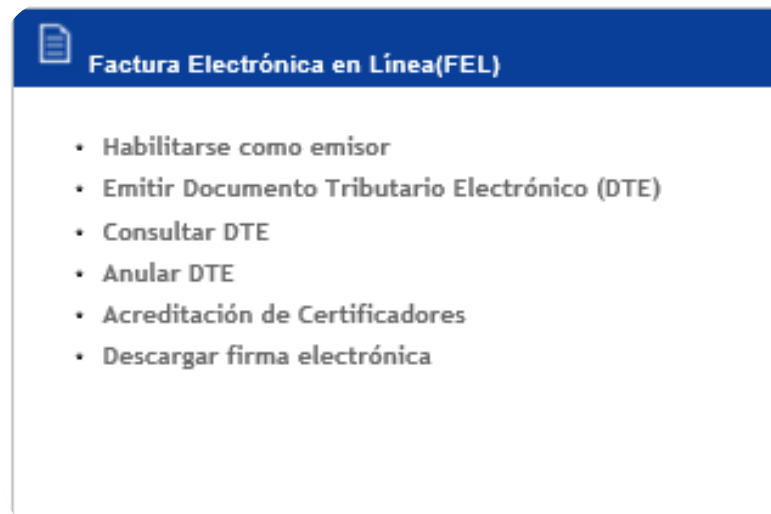 Factura Electrónica en Línea(FEL)
• Habilitarse como emisor
• Emitir Documento Tributario Electrónico (DTE)
• Consultar DTE
• Anular DTE
• Acreditación de Certificadores
• Descargar firma electrónica